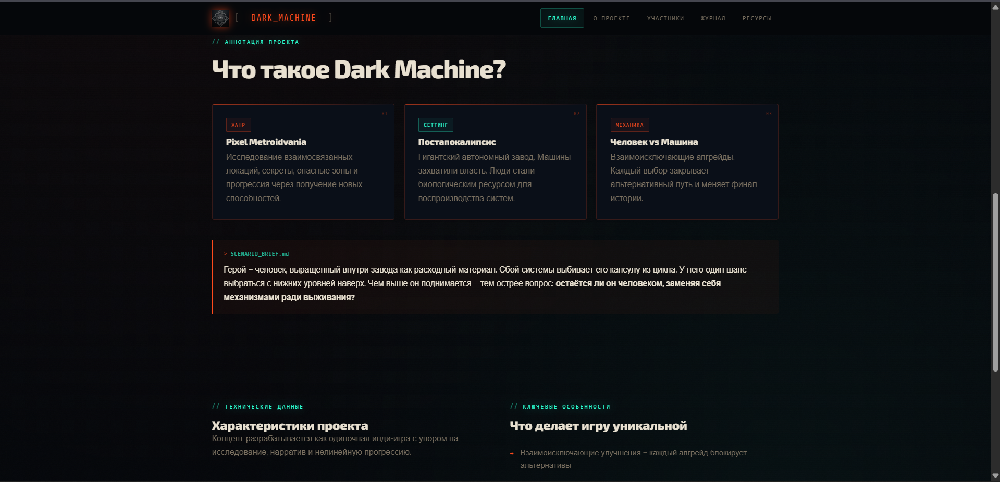 [ DARK_MACHINE ]
ГЛАВНАЯ
О ПРОЕКТЕ
УЧАСТНИКИ
ЖУРНАЛ
РЕСУРСЫ
// АННОТАЦИЯ ПРОЕКТА
Что такое Dark Machine?
01
ЖАНР
Pixel Metroidvania
Исследование взаимосвязанных
локаций, секреты, опасные зоны и
прогрессия через получение новых
способностей.
02
СЕТТИНГ
Постапокалипсис
Гигантский автономный завод. Машины
захватили власть. Люди стали
биологическим ресурсом для
воспроизводства систем.
03
МЕХАНИКА
Человек vs Машина
Взаимоисключающие апгрейды.
Каждый выбор закрывает
альтернативный путь и меняет финал
истории.
> SCENARIO_BRIEF.md
Герой – человек, выращенный внутри завода как расходный материал. Сбой системы выбивает его капсулу из цикла. У него один шанс
выбраться с нижних уровней наверх. Чем выше он поднимается – тем острее вопрос: остаётся ли он человеком, заменяя себя
механизмами ради выживания?
// ТЕХНИЧЕСКИЕ ДАННЫЕ
Характеристики проекта
Концепт разрабатывается как одиночная инди-игра с упором на
исследование, нарратив и нелинейную прогрессию.
// КЛЮЧЕВЫЕ ОСОБЕННОСТИ
Что делает игру уникальной
→ Взаимоисключающие улучшения – каждый апгрейд блокирует
альтернативы